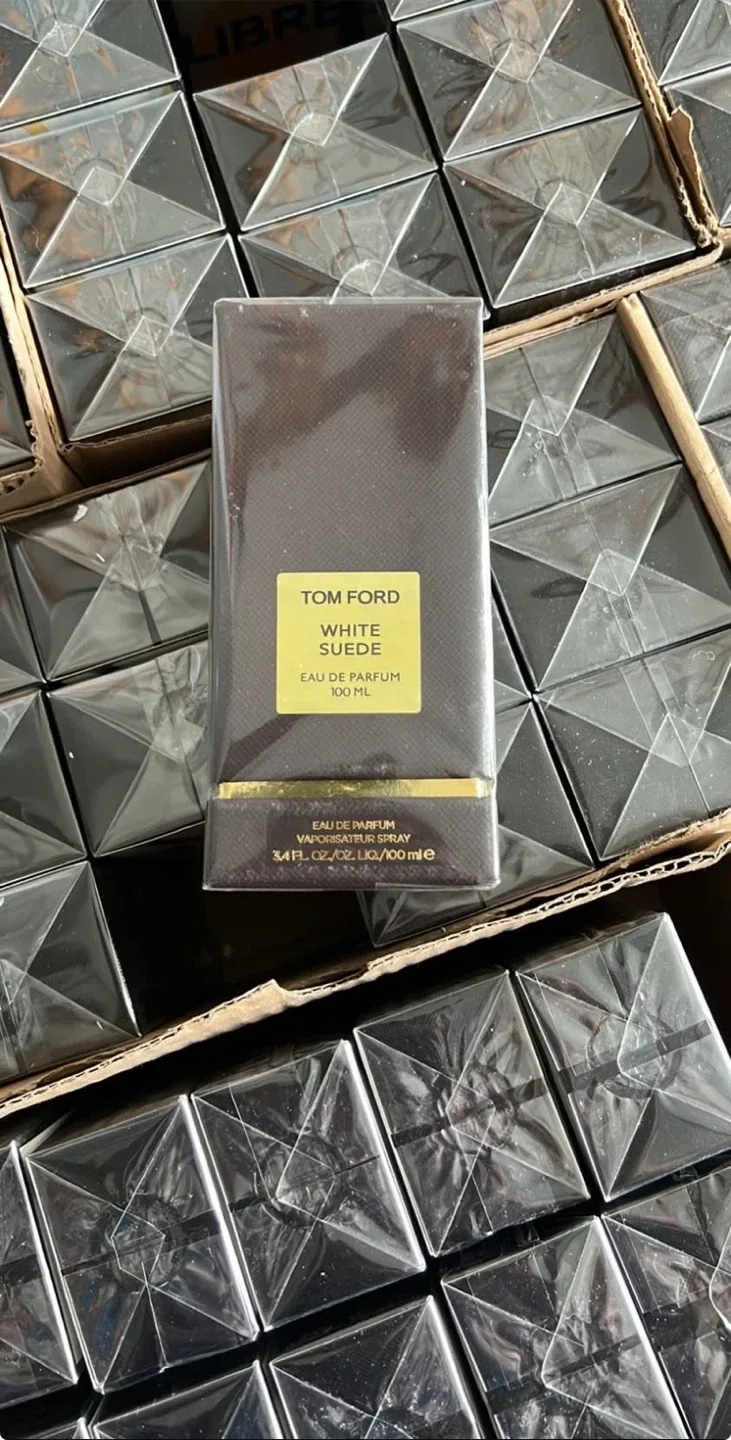 LIBRE
TOM FORD
WHITE
SUEDE
EAU DE PARFUM
100 ML
EAU DE PARFUM
VAPORISATEUR SPRAY
3.4 FL. OZ./OZ. LIQ./100 ml ℮